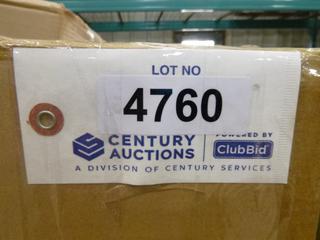 LOT NO
4760
CENTURY AUCTIONS
POWERED BY
ClubBid
A DIVISION OF CENTURY SERVICES